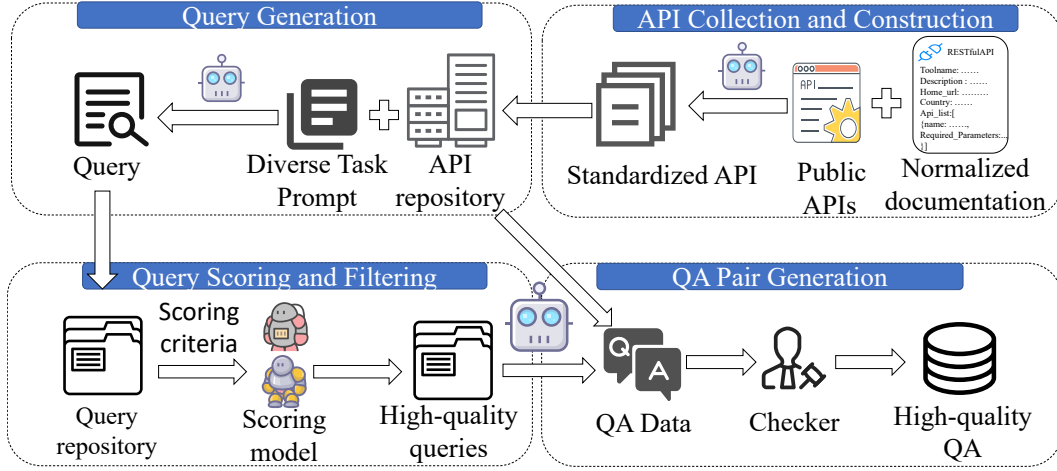 Query Generation
Query
Diverse Task
Prompt
API
repository
API Collection and Construction
Standardized API
API
Public
APIs
RESTfulAPI
Toolname: ……
Description : ……
Home_url: ………
Country: ……
Api_list:[
{name: ……,
Required_Parameters:...
}]
Normalized
documentation
Query Scoring and Filtering
Query
repository
Scoring
criteria
Scoring
model
High-quality
queries
QA Pair Generation
Q
A
QA Data
Checker
High-quality
QA